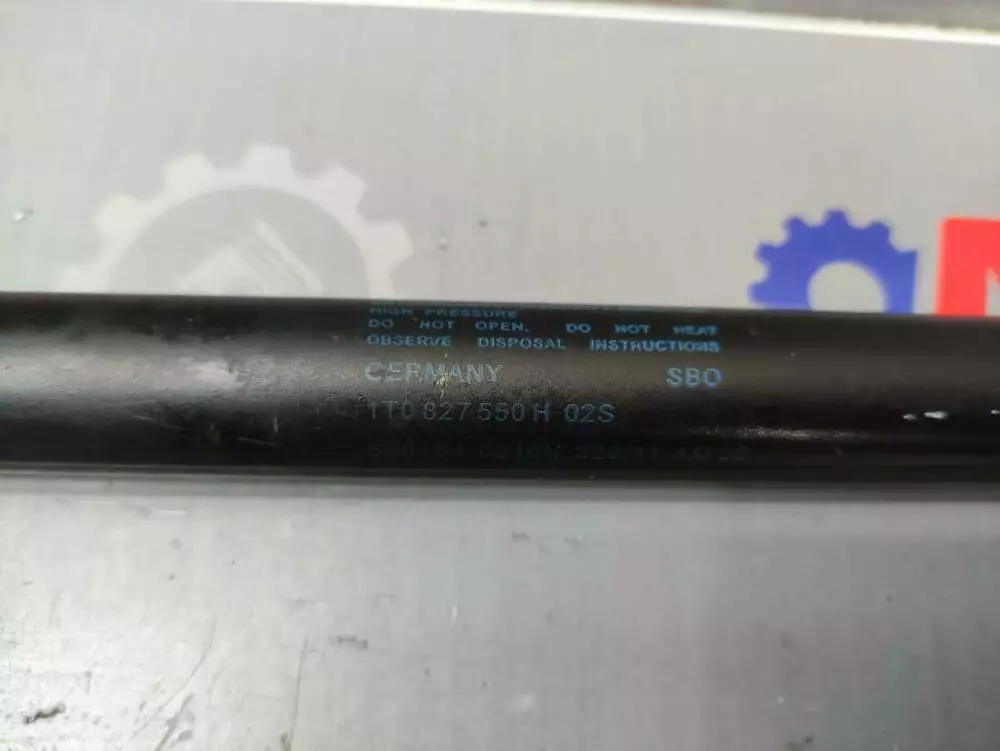 HIGH PRESSURE
DO NOT OPEN. DO NOT HEAT
OBSERVE DISPOSAL INSTRUCTIONS
GERMANY SBO
1T0 827 550 H 02S